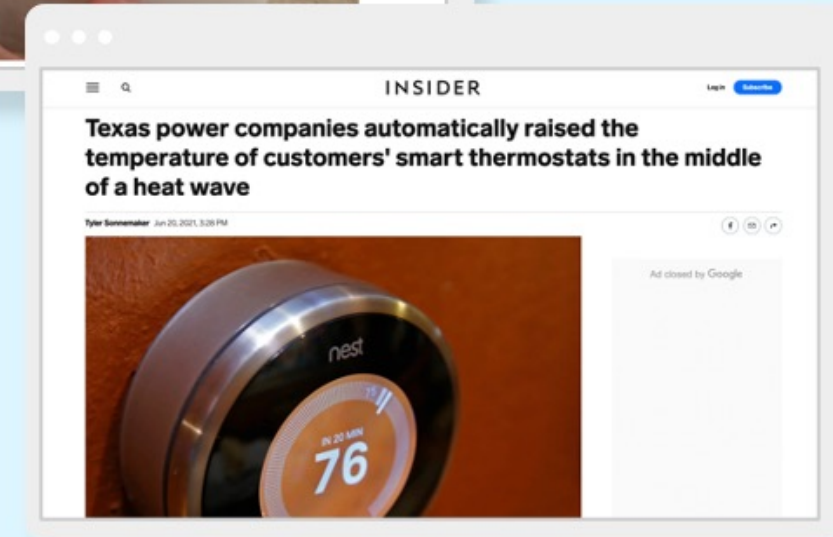 INSIDER
Log in
Subscribe
Texas power companies automatically raised the
temperature of customers' smart thermostats in the middle
of a heat wave
Tyler Sonnemaker Jun 20, 2021, 3:28 PM
Ad closed by Google
nest
IN 20 MIN
76